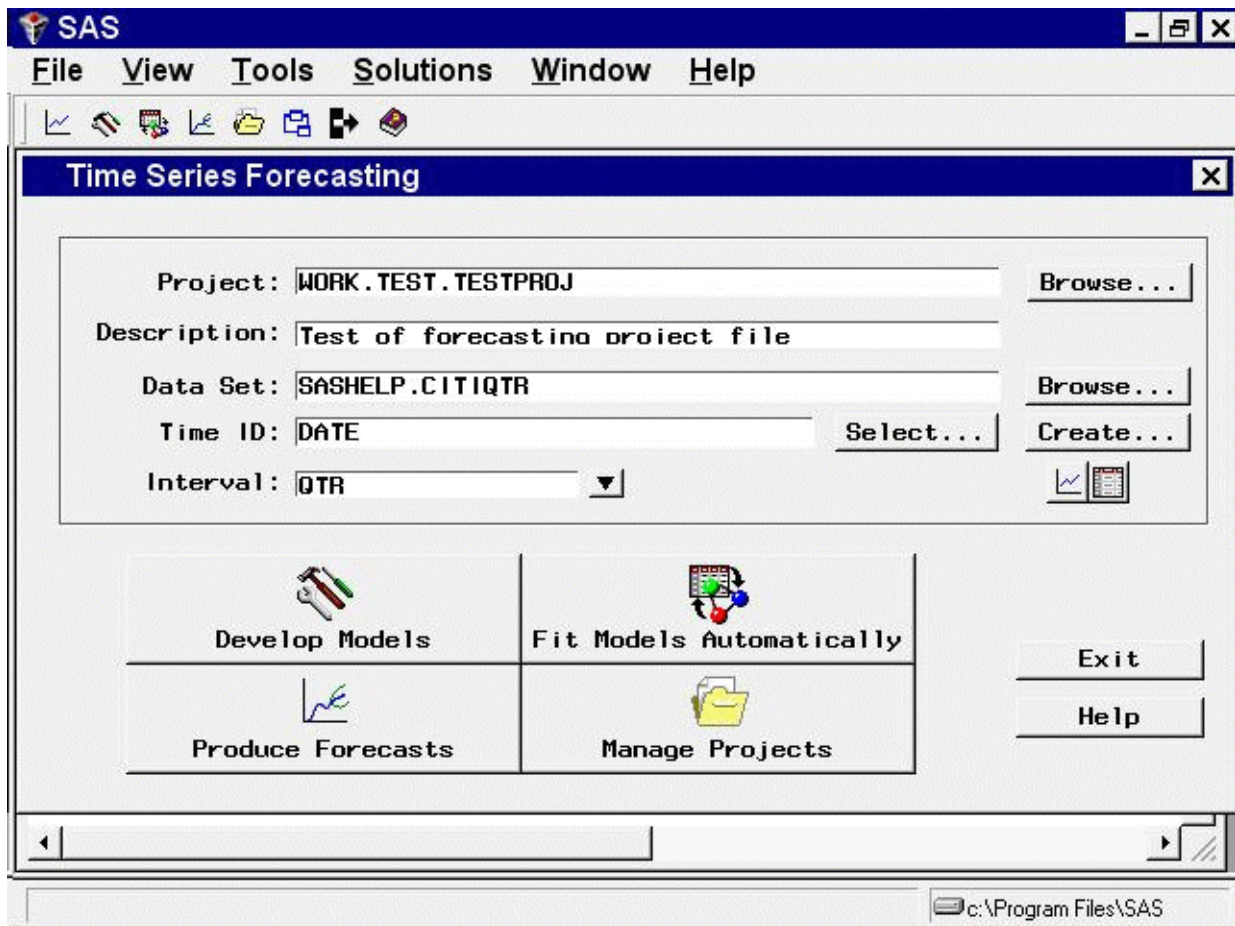 SAS
File View Tools Solutions Window Help
Time Series Forecasting
Project: WORK.TEST.TESTPROJ Browse...
Description: Test of forecasting project file
Data Set: SASHELP.CITIQTR Browse...
Time ID: DATE Select... Create...
Interval: QTR
Develop Models Fit Models Automatically
Exit
Produce Forecasts Manage Projects
Help
c:\Program Files\SAS